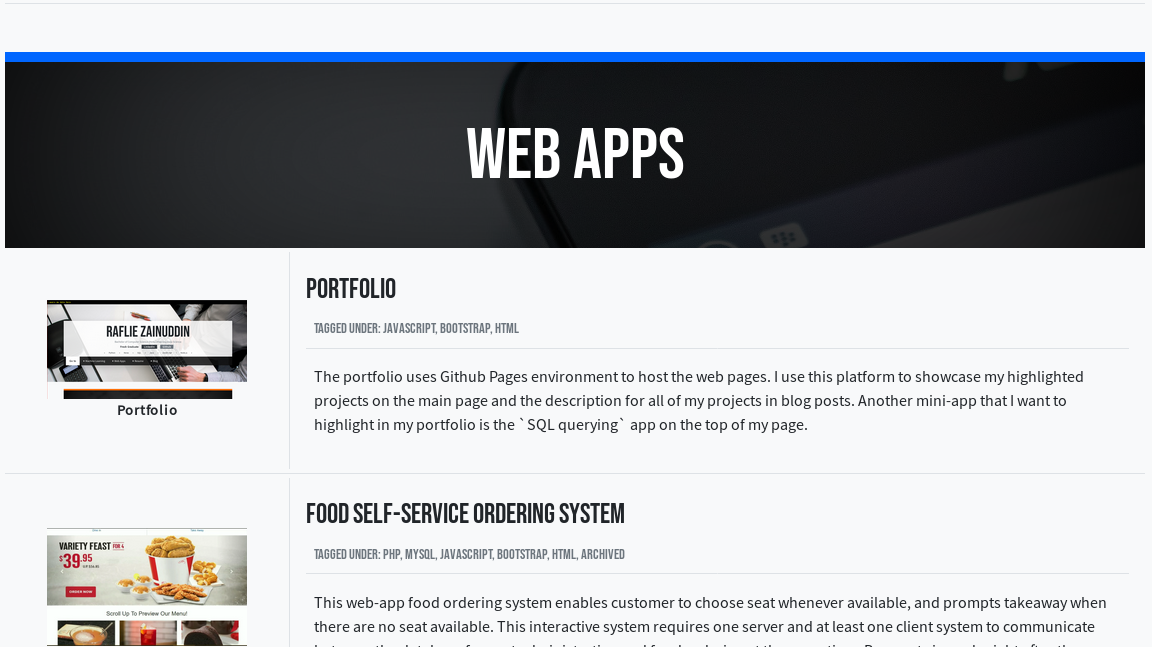 WEB APPS
PORTFOLIO
TAGGED UNDER: JAVASCRIPT, BOOTSTRAP, HTML
RAFLIE ZAINUDDIN
Portfolio
The portfolio uses Github Pages environment to host the web pages. I use this platform to showcase my highlighted
projects on the main page and the description for all of my projects in blog posts. Another mini-app that I want to
highlight in my portfolio is the `SQL querying` app on the top of my page.
FOOD SELF-SERVICE ORDERING SYSTEM
TAGGED UNDER: PHP, MYSQL, JAVASCRIPT, BOOTSTRAP, HTML, ARCHIVED
VARIETY FEAST FOR 4
$39.95
ORDER NOW
Scroll Up To Preview Our Menu!
This web-app food ordering system enables customer to choose seat whenever available, and prompts takeaway when
there are no seat available. This interactive system requires one server and at least one client system to communicate